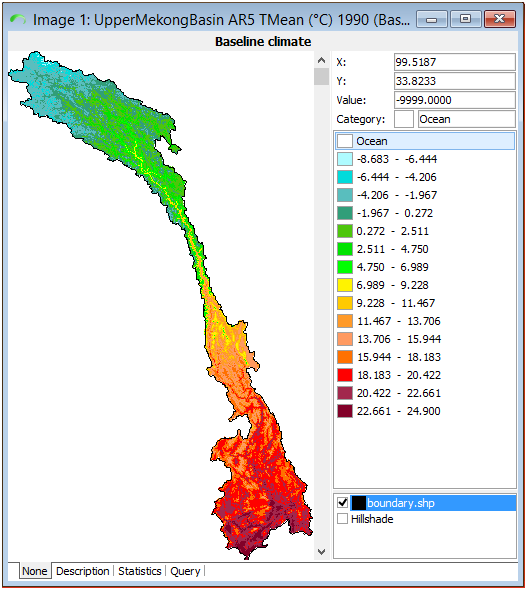 Image 1: UpperMekongBasin AR5 TMean (°C) 1990 (Bas...
Baseline climate
X: 99.5187
Y: 33.8233
Value: -9999.0000
Category: Ocean
Ocean
-8.683 - -6.444
-6.444 - -4.206
-4.206 - -1.967
-1.967 - 0.272
0.272 - 2.511
2.511 - 4.750
4.750 - 6.989
6.989 - 9.228
9.228 - 11.467
11.467 - 13.706
13.706 - 15.944
15.944 - 18.183
18.183 - 20.422
20.422 - 22.661
22.661 - 24.900
boundary.shp
Hillshade
None Description Statistics Query